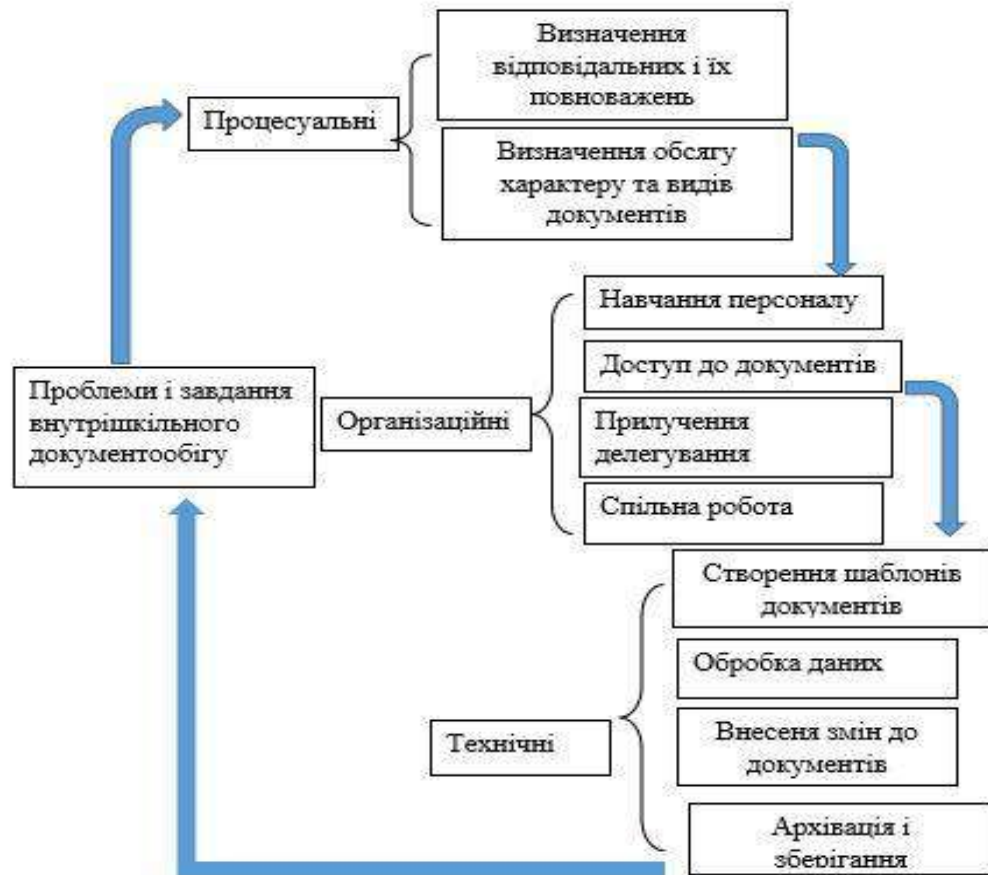 Визначення
відповідальних і їх
повноважень
Процесуальні
Визначення обсягу
характеру та видів
документів
Навчання персоналу
Доступ до документів
Проблеми і завдання
внутрішкільного
документообігу
Організаційні
Прилучення
делегування
Спільна робота
Створення шаблонів
документів
Обробка даних
Технічні
Внесеня змін до
документів
Архівація і
зберігання